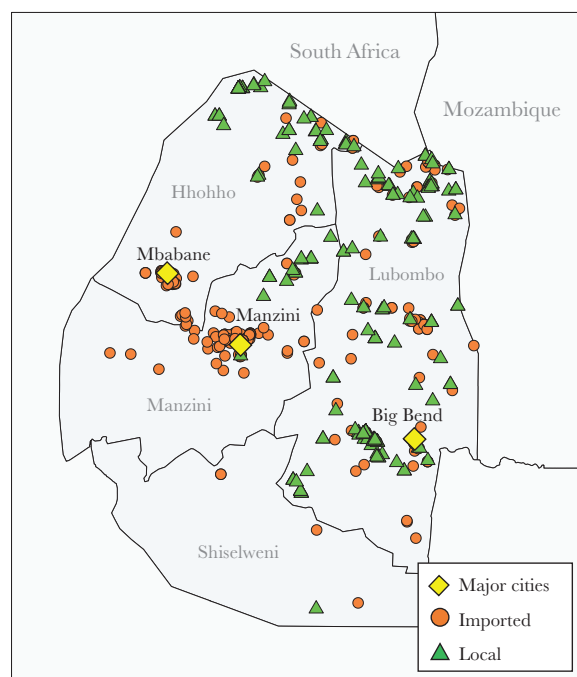 South Africa
Mozambique
Hhohho
Mbabane
Lubombo
Manzini
Manzini
Big Bend
Shiselweni
Major cities
Imported
Local